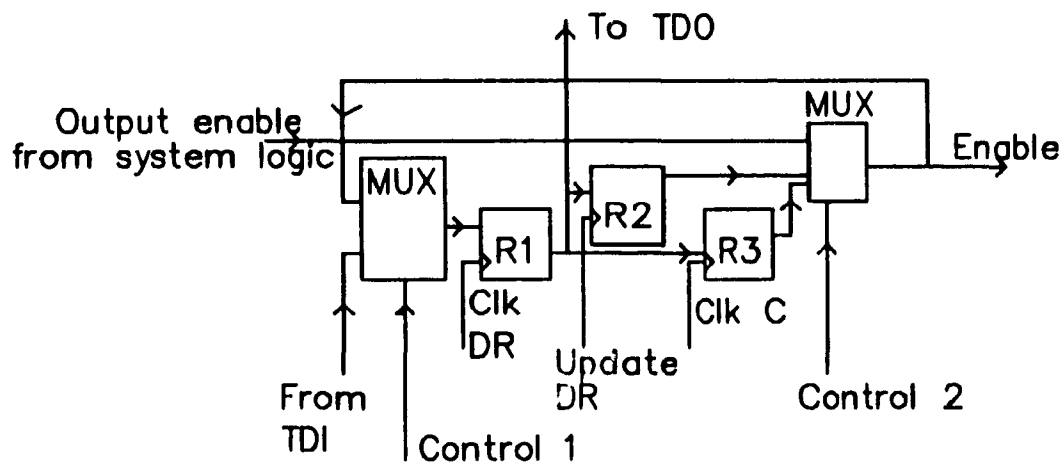 To TDO
MUX
Output enable
from system logic
Enable
MUX
R2
R1
R3
Clk
DR
Clk C
Update
DR
From
TDI
Control 1
Control 2